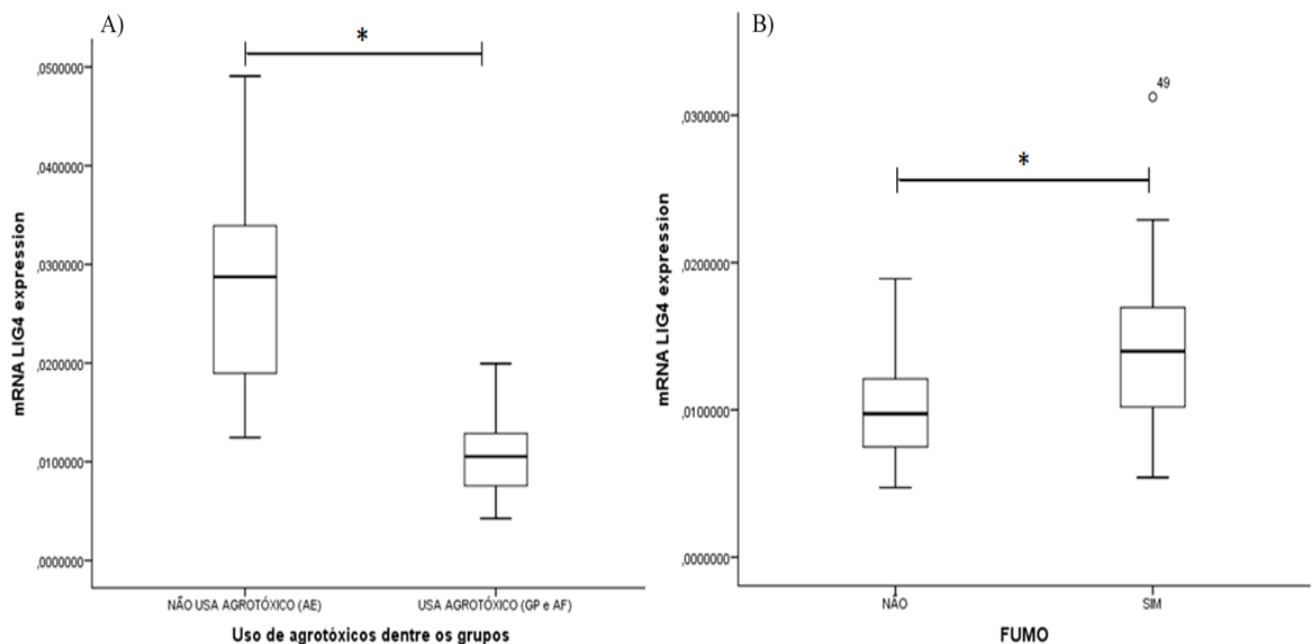 A)
*
,0500000
,0400000
,0300000
,0200000
,0100000
,0000000
mRNA LIG4 expression
NÃO USA AGROTÓXICO (AE)
USA AGROTÓXICO (GP e AF)
Uso de agrotóxicos dentre os grupos
B)
49
*
,0300000
,0200000
,0100000
,0000000
mRNA LIG4 expression
NÃO
SIM
FUMO